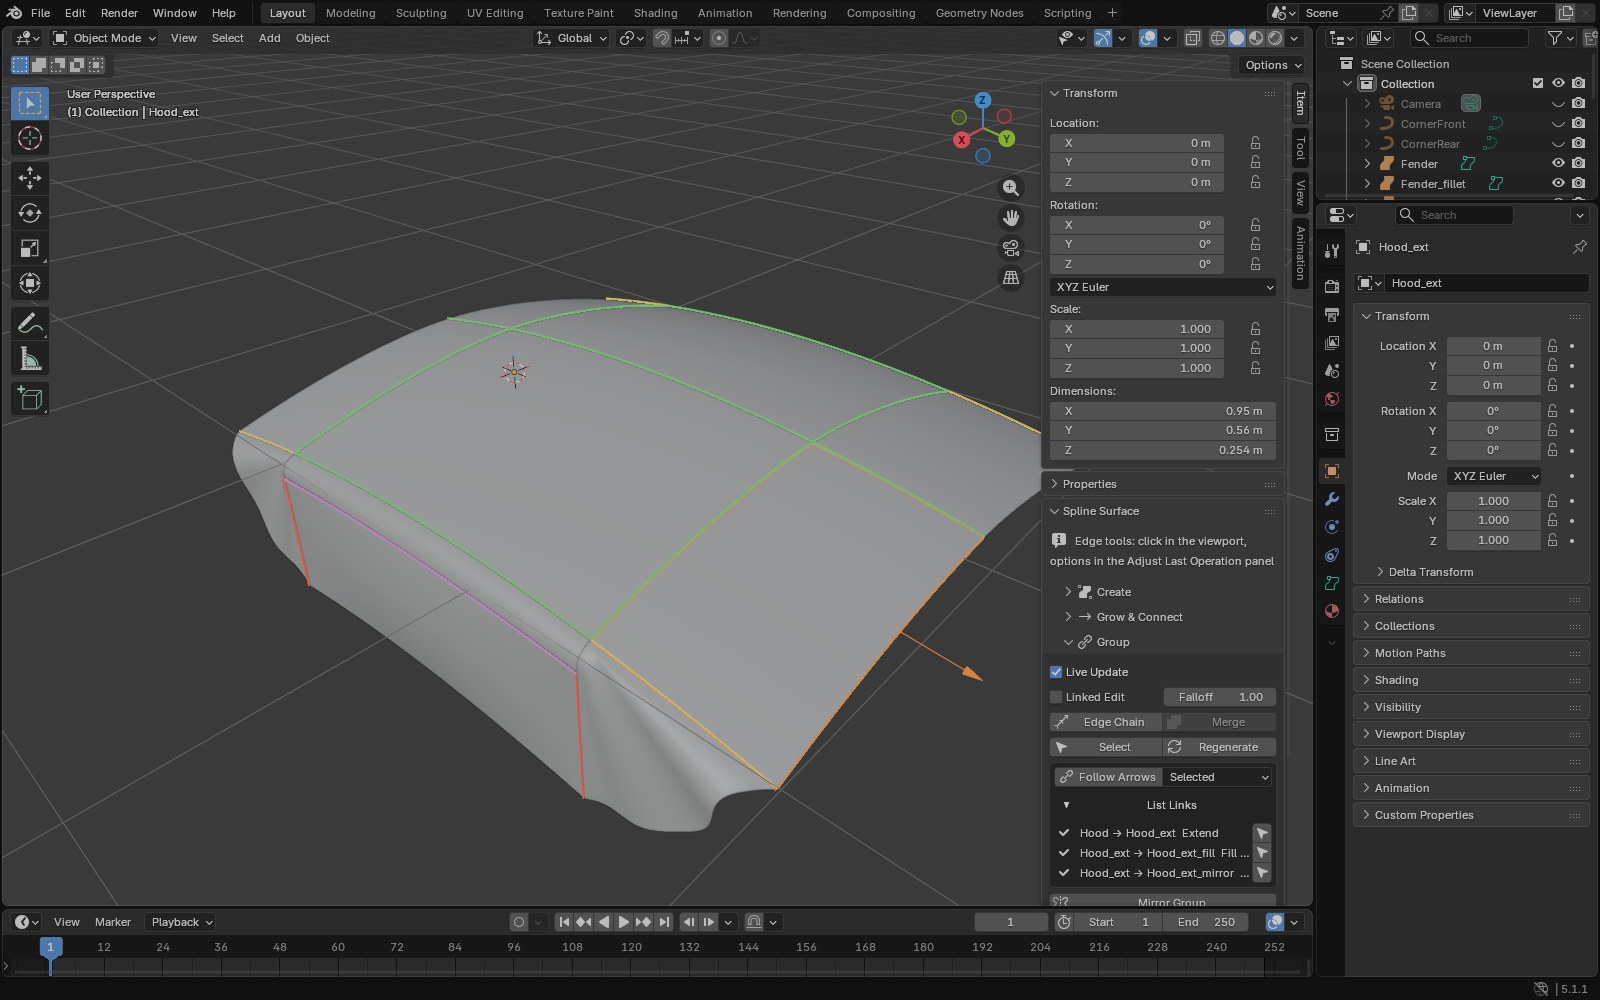 File Edit Render Window Help Layout Modeling Sculpting UV Editing Texture Paint Shading Animation Rendering Compositing Geometry Nodes Scripting + Scene ViewLayer
Object Mode View Select Add Object Global Search
Options
User Perspective
(1) Collection | Hood_ext
Z
X
Y
Transform
Location:
X 0 m
Y 0 m
Z 0 m
Rotation:
X 0°
Y 0°
Z 0°
XYZ Euler
Scale:
X 1.000
Y 1.000
Z 1.000
Dimensions:
X 0.95 m
Y 0.56 m
Z 0.254 m
Properties
Spline Surface
Edge tools: click in the viewport,
options in the Adjust Last Operation panel
Create
Grow & Connect
Group
Live Update
Linked Edit Falloff 1.00
Edge Chain Merge
Select Regenerate
Follow Arrows Selected
List Links
Hood → Hood_ext Extend
Hood_ext → Hood_ext_fill Fill ...
Hood_ext → Hood_ext_mirror ...
Mirror Group
Item
Tool
View
Animation
Scene Collection
Collection
Camera
CornerFront
CornerRear
Fender
Fender_fillet
Search
Hood_ext
Hood_ext
Transform
Location X 0 m
Y 0 m
Z 0 m
Rotation X 0°
Y 0°
Z 0°
Mode XYZ Euler
Scale X 1.000
Y 1.000
Z 1.000
Delta Transform
Relations
Collections
Motion Paths
Shading
Visibility
Viewport Display
Line Art
Animation
Custom Properties
View Marker Playback 1 Start 1 End 250
1 12 24 36 48 60 72 84 96 108 120 132 144 156 168 180 192 204 216 228 240 252
5.1.1